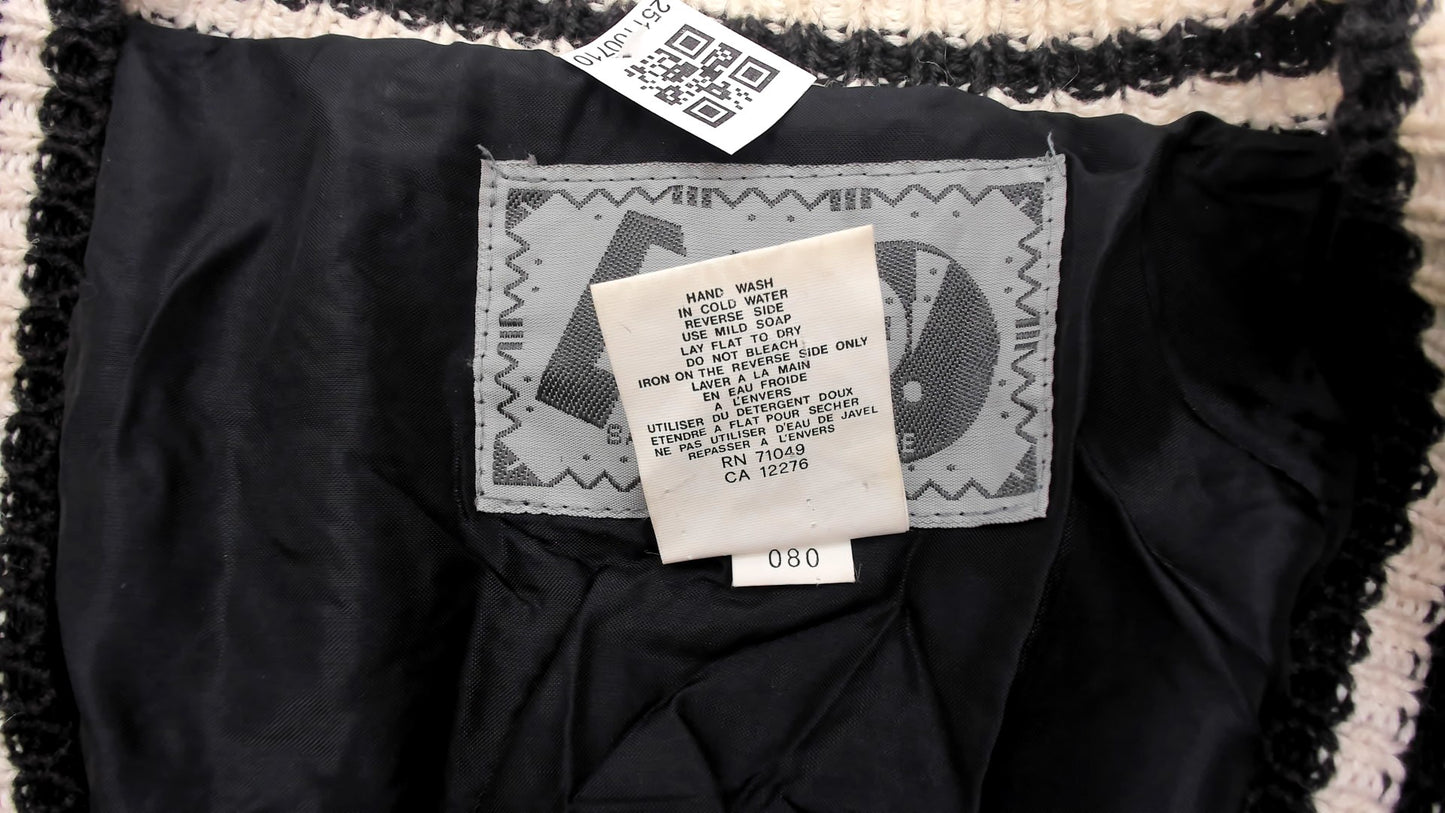 HAND WASH
IN COLD WATER
REVERSE SIDE
USE MILD SOAP
LAY FLAT TO DRY
DO NOT BLEACH
IRON ON THE REVERSE SIDE ONLY
LAVER A LA MAIN
EN EAU FROIDE
A L'ENVERS
UTILISER DU DETERGENT DOUX
ETENDRE A FLAT POUR SECHER
NE PAS UTILISER D'EAU DE JAVEL
REPASSER A L'ENVERS
RN 71049
CA 12276
080